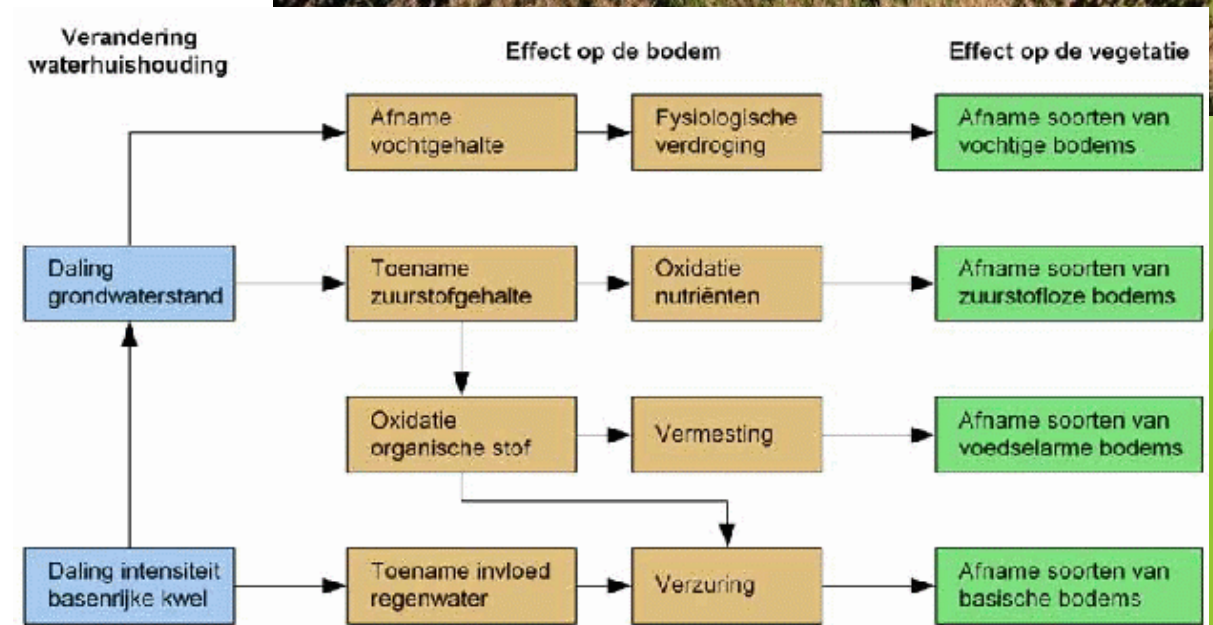 Verandering
waterhuishouding
Effect op de bodem
Effect op de vegetatie
Afname
vochtgehalte
Fysiologische
verdroging
Afname soorten van
vochtige bodems
Daling
grondwaterstand
Toename
zuurstofgehalte
Oxidatie
nutriënten
Afname soorten van
zuurstofloze bodems
Oxidatie
organische stof
Vermesting
Afname soorten van
voedselarme bodems
Daling intensiteit
basenrijke kwel
Toename invloed
regenwater
Verzuring
Afname soorten van
basische bodems